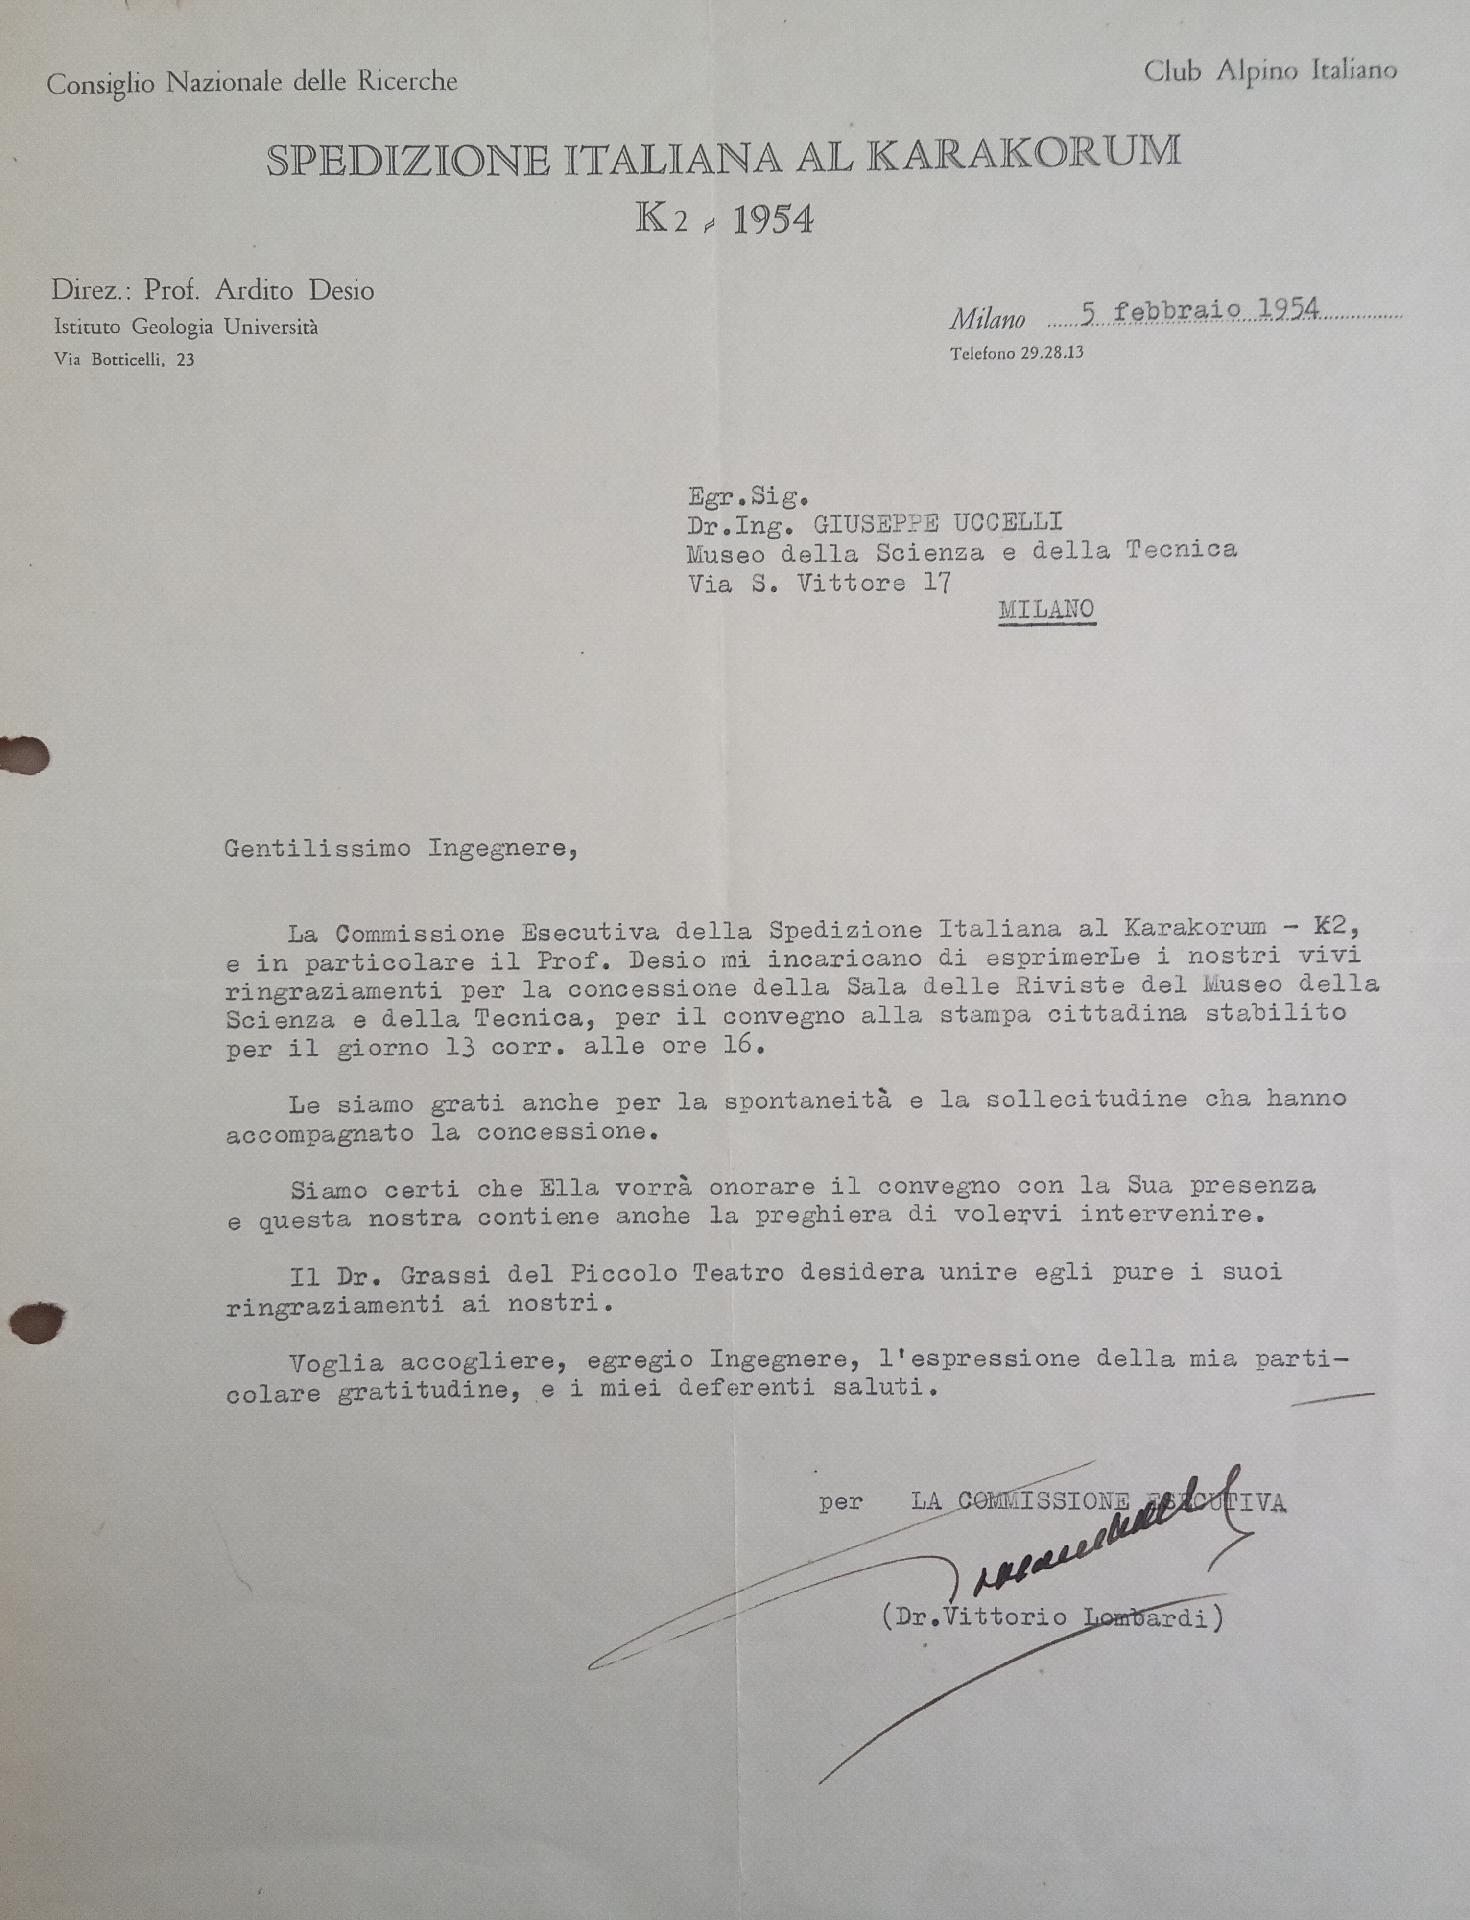 Consiglio Nazionale delle Ricerche
Club Alpino Italiano
SPEDIZIONE ITALIANA AL KARAKORUM
K2 - 1954
Direz.: Prof. Ardito Desio
Istituto Geologia Università
Via Botticelli, 23
Milano 5 febbraio 1954
Telefono 29.28.13
Egr.Sig.
Dr.Ing. GIUSEPPE UCCELLI
Museo della Scienza e della Tecnica
Via S. Vittore 17
MILANO
Gentilissimo Ingegnere,
La Commissione Esecutiva della Spedizione Italiana al Karakorum - K2,
e in particolare il Prof. Desio mi incaricano di esprimerLe i nostri vivi
ringraziamenti per la concessione della Sala delle Riviste del Museo della
Scienza e della Tecnica, per il convegno alla stampa cittadina stabilito
per il giorno 13 corr. alle ore 16.
Le siamo grati anche per la spontaneità e la sollecitudine cha hanno
accompagnato la concessione.
Siamo certi che Ella vorrà onorare il convegno con la Sua presenza
e questa nostra contiene anche la preghiera di volervi intervenire.
Il Dr. Grassi del Piccolo Teatro desidera unire egli pure i suoi
ringraziamenti ai nostri.
Voglia accogliere, egregio Ingegnere, l'espressione della mia parti-
colare gratitudine, e i miei deferenti saluti.
per LA COMMISSIONE ESECUTIVA
(Dr.Vittorio Lombardi)